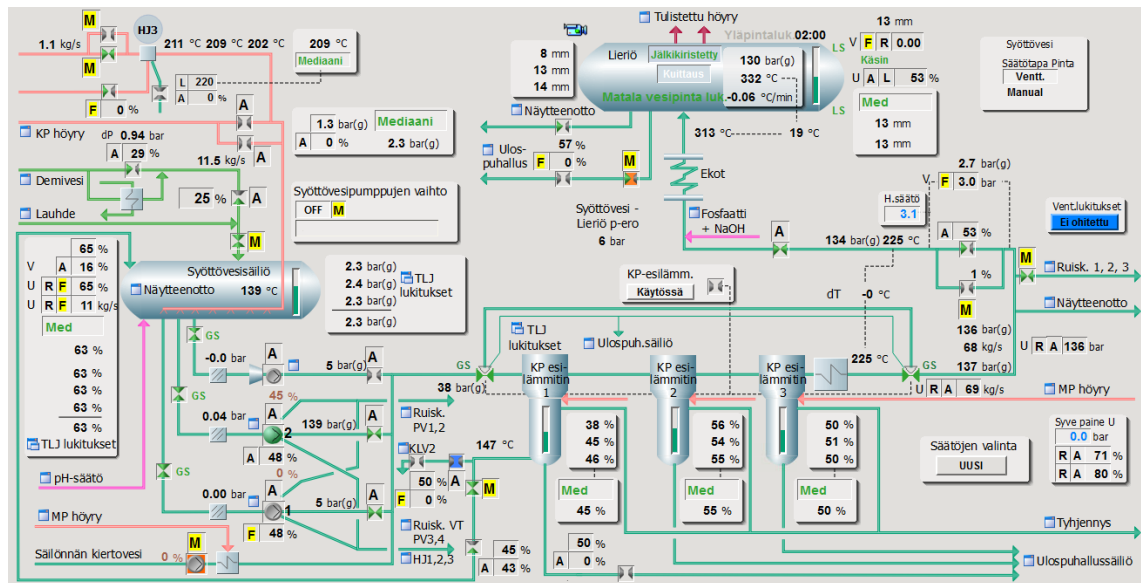 M
HJ3
1.1 kg/s
211 °C 209 °C 202 °C
209 °C
Mediaani
M
L 220
A 0 %
F 0 %
A
KP höyry
dP 0.94 bar
A 29 %
11.5 kg/s
A
1.3 bar(g) Mediaani
A 0 % 2.3 bar(g)
Demivesi
25 % A
Lauhde
M
Syöttövesipumppujen vaihto
OFF M
65 %
V A 16 %
U R F 65 %
U R F 11 kg/s
Med
63 %
63 %
63 %
63 %
63 %
TLJ lukitukset
Syöttövesisäiliö
Näytteenotto 139 °C
2.3 bar(g)
2.4 bar(g)
2.3 bar(g)
2.3 bar(g)
TLJ
lukitukset
GS
-0.0 bar
A
45 %
5 bar(g)
A
38 bar(g)
GS
0.04 bar
A
2
139 bar(g)
A
A 48 %
0 %
Ruisk.
PV1,2
KLV2
147 °C
50 % A
F 0 %
M
GS
0.00 bar
A
1
5 bar(g)
A
F 48 %
Ruisk. VT
PV3,4
HJ1,2,3
pH-säätö
MP höyry
M
Säilönnän kiertovesi 0 %
45 %
A 43 %
50 %
A 0 %
Tulistettu höyry
8 mm
13 mm
14 mm
Lieriö Jälkikiristetty
Kuittaus
Yläpintaluk. 02:00
LS
130 bar(g)
332 °C
Matala vesipinta luk. -0.06 °C/min
LS
13 mm
V F R 0.00
Käsin
U A L 53 %
Med
13 mm
13 mm
Syöttövesi
Säätötapa Pinta
Ventt.
Manual
Näytteenotto
57 %
Ulos-
puhallus F 0 %
M
313 °C
19 °C
Ekot
Syöttövesi -
Lieriö p-ero
6 bar
Fosfaatti
+ NaOH
A
134 bar(g) 225 °C
2.7 bar(g)
V F 3.0 bar
H.säätö
3.1
A 53 %
1 %
M
Vent.lukitukset
Ei ohitettu
M
Ruisk. 1, 2, 3
Näytteenotto
KP-esilämm.
Käytössä
dT -0 °C
136 bar(g)
68 kg/s
137 bar(g)
U R A 136 bar
TLJ
lukitukset
Ulospuh.säiliö
225 °C
GS
U R A 69 kg/s
MP höyry
KP esi-
lämmitin
1
KP esi-
lämmitin
2
KP esi-
lämmitin
3
38 %
45 %
46 %
Med
45 %
56 %
54 %
55 %
Med
55 %
50 %
51 %
50 %
Med
50 %
Säätöjen valinta
UUSI
Syve paine U
0.0 bar
R A 71 %
R A 80 %
Tyhjennys
Ulospuhallussäiliö